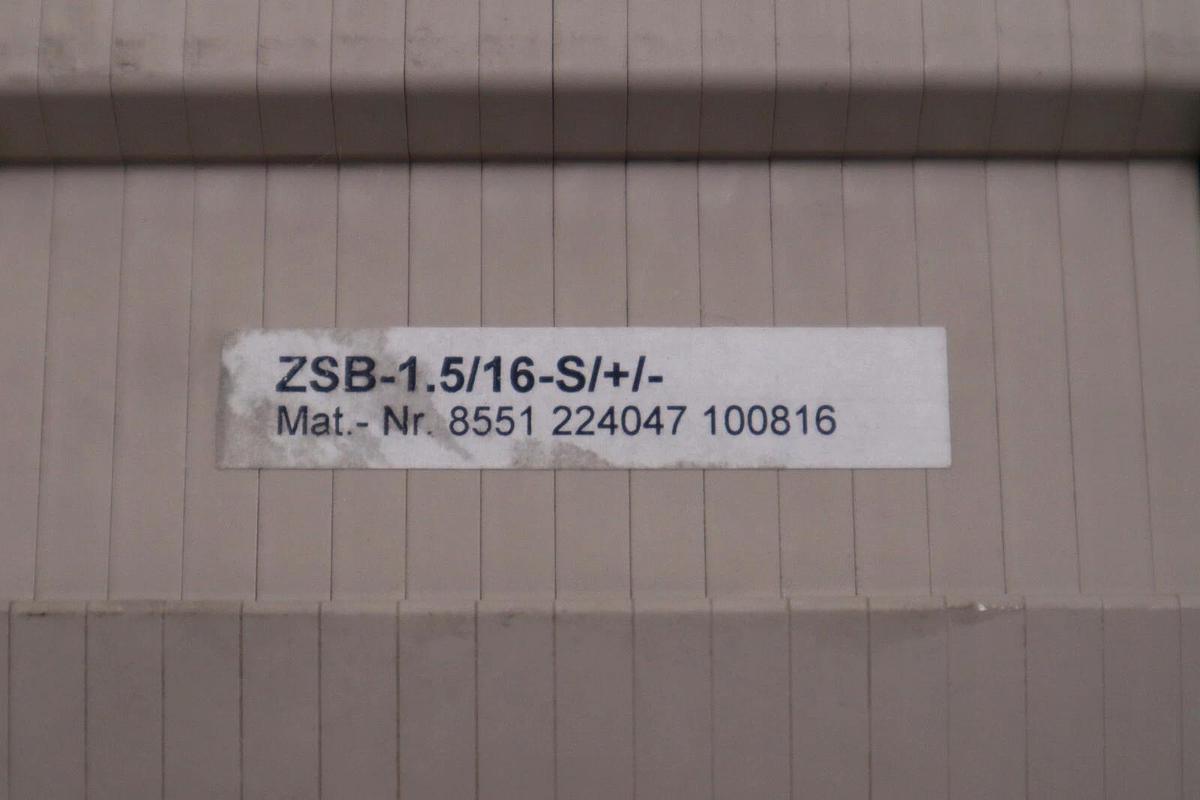 ZSB-1.5/16-S/+/-
Mat.- Nr. 8551 224047 100816